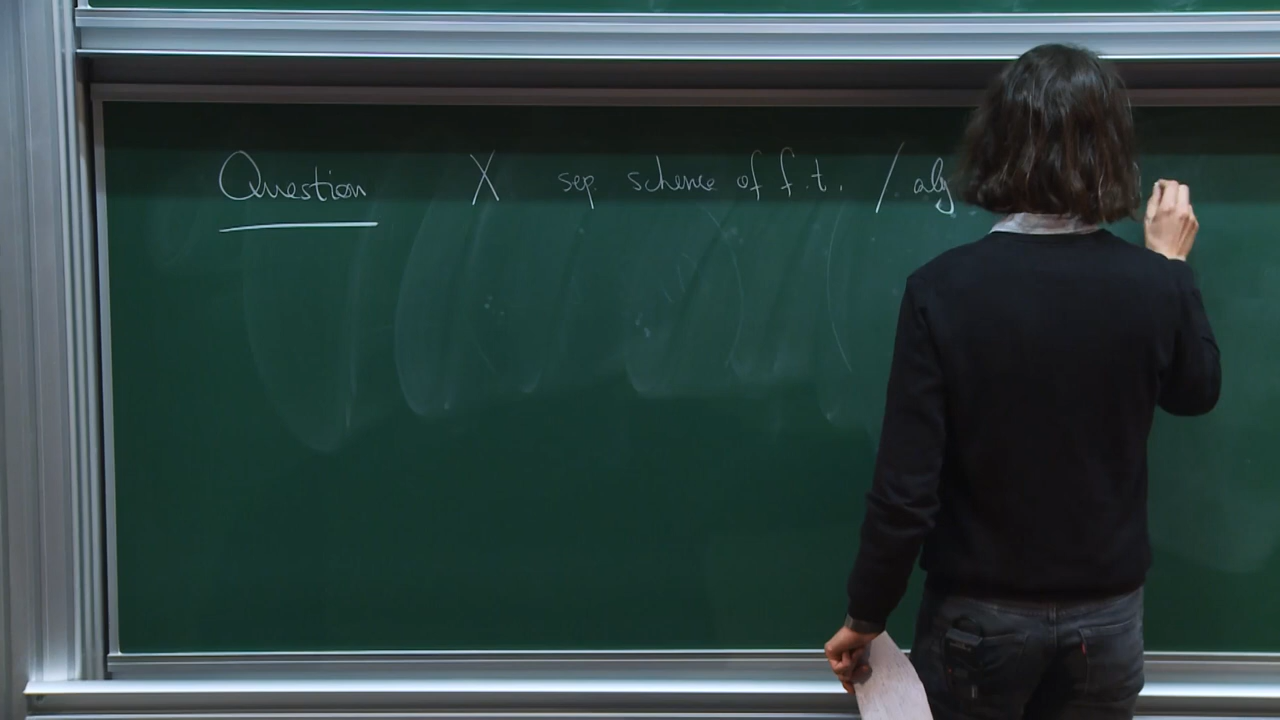 Question X sep. scheme of f.t. / alg